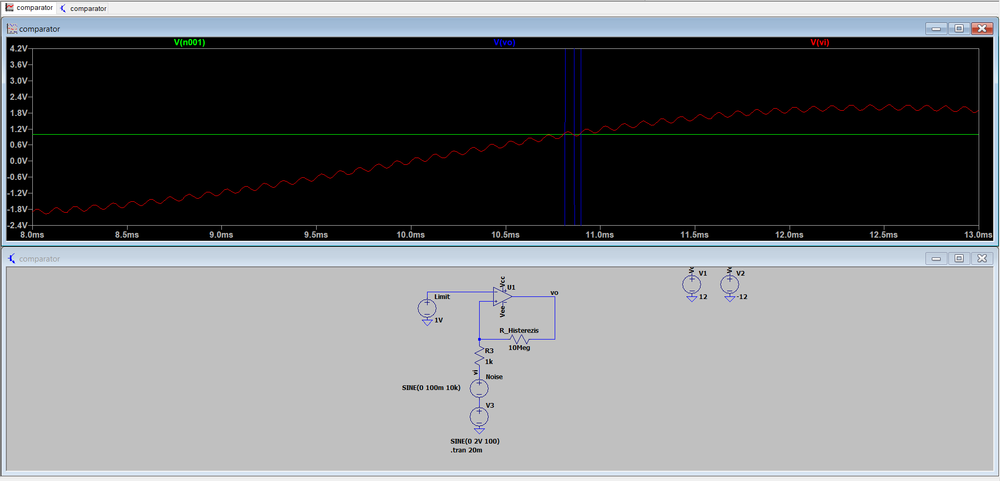 comparator comparator
comparator
V(n001) V(vo) V(vi)
4.2V
3.6V
3.0V
2.4V
1.8V
1.2V
0.6V
0.0V
-0.6V
-1.2V
-1.8V
-2.4V
8.0ms 8.5ms 9.0ms 9.5ms 10.0ms 10.5ms 11.0ms 11.5ms 12.0ms 12.5ms 13.0ms
comparator
V1 V2
12 -12
Vcc
U1
vo
Limit
1V
Vee
R_Histerezis
10Meg
R3
1k
vi
Noise
SINE(0 100m 10k)
V3
SINE(0 2V 100)
.tran 20m